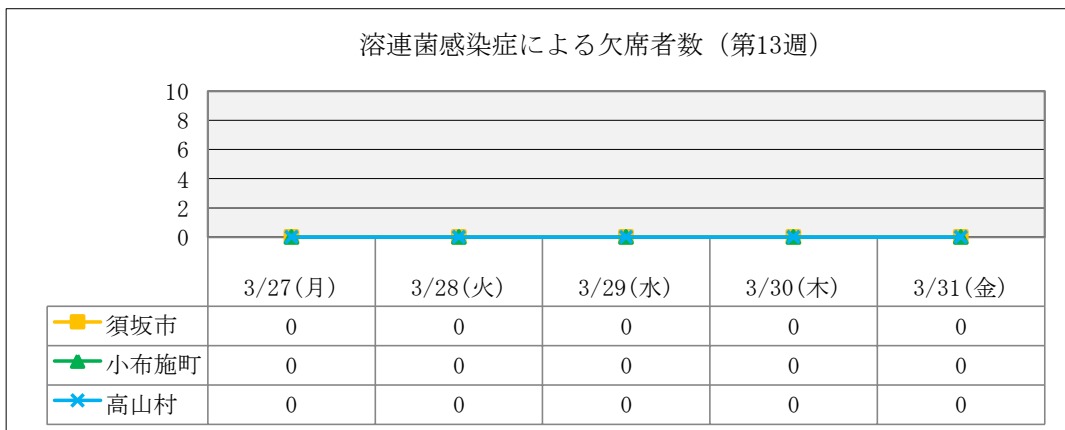 溶連菌感染症による欠席者数（第13週）
10
8
6
4
2
0
3/27(月) 3/28(火) 3/29(水) 3/30(木) 3/31(金)
須坂市 0 0 0 0 0
小布施町 0 0 0 0 0
高山村 0 0 0 0 0